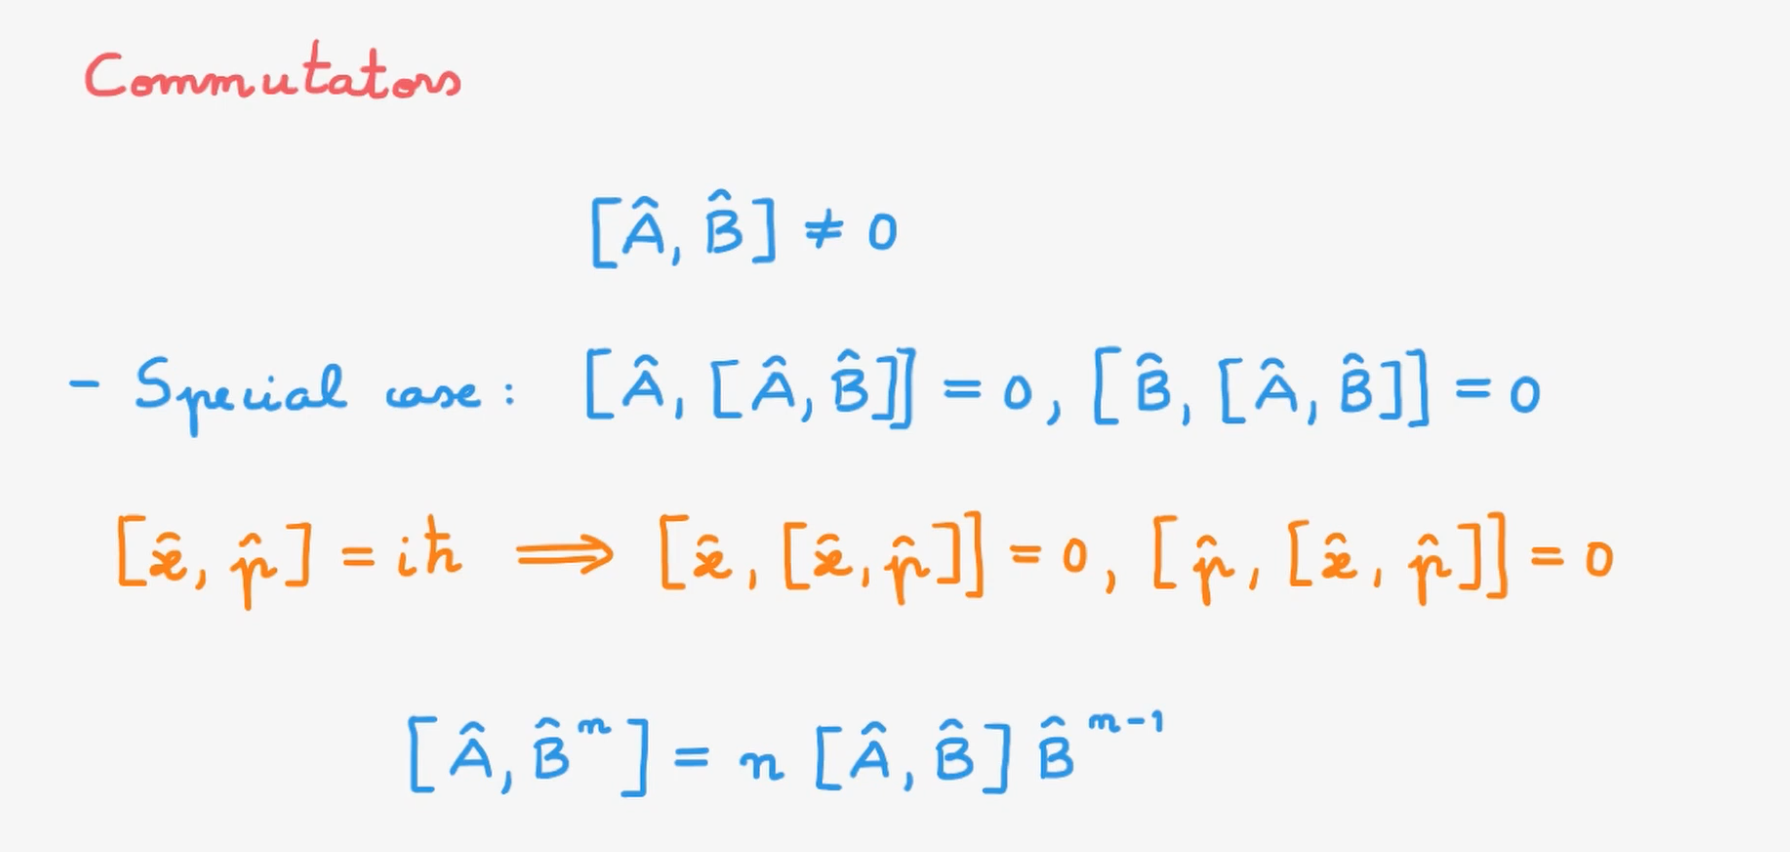 Commutators
[Â, B̂] ≠ 0
- Special case: [Â, [Â, B̂]] = 0, [B̂, [Â, B̂]] = 0
[x̂, p̂] = iħ ⟹ [x̂, [x̂, p̂]] = 0, [p̂, [x̂, p̂]] = 0
[Â, B̂ⁿ] = n [Â, B̂] B̂ⁿ⁻¹